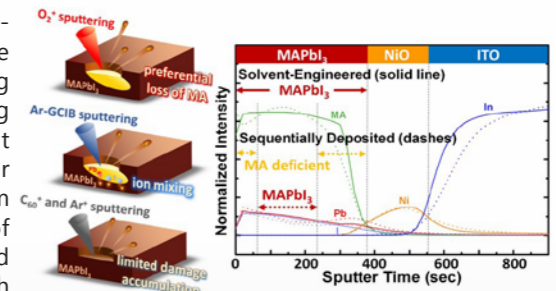 O₂⁺ sputtering
MAPbI₃
preferential
loss of MA
Ar-GCIB sputtering
MAPbI₃
ion mixing
C₆₀⁺ and Ar⁺ sputtering
MAPbI₃
limited damage
accumulation
MAPbI₃ NiO ITO
Solvent-Engineered (solid line)
MAPbI₃
In
MA
Sequentially Deposited (dashes)
MA deficient
MAPbI₃
Pb
Ni
I
Normalized Intensity
0 200 400 600 800
Sputter Time (sec)